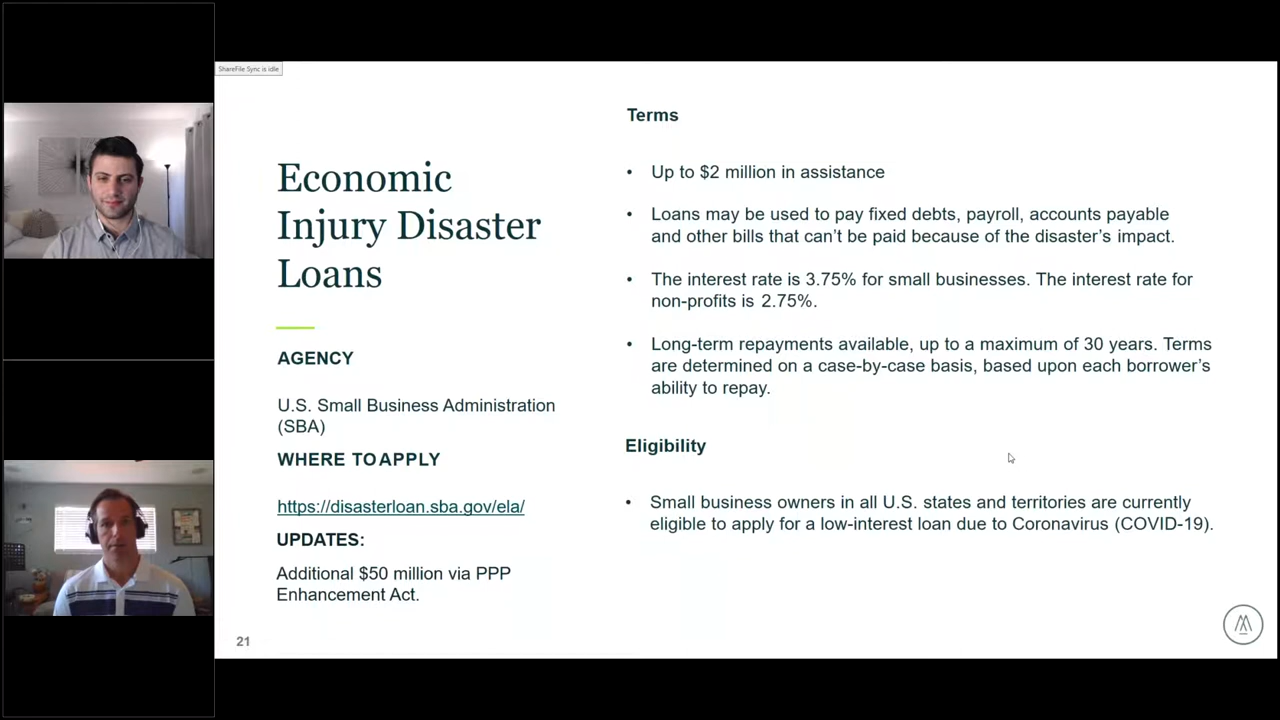 ShareFile Sync is idle
Economic
Injury Disaster
Loans
AGENCY
U.S. Small Business Administration
(SBA)
WHERE TO APPLY
https://disasterloan.sba.gov/ela/
UPDATES:
Additional $50 million via PPP
Enhancement Act.
21
Terms
• Up to $2 million in assistance
• Loans may be used to pay fixed debts, payroll, accounts payable
and other bills that can’t be paid because of the disaster’s impact.
• The interest rate is 3.75% for small businesses. The interest rate for
non-profits is 2.75%.
• Long-term repayments available, up to a maximum of 30 years. Terms
are determined on a case-by-case basis, based upon each borrower’s
ability to repay.
Eligibility
• Small business owners in all U.S. states and territories are currently
eligible to apply for a low-interest loan due to Coronavirus (COVID-19).